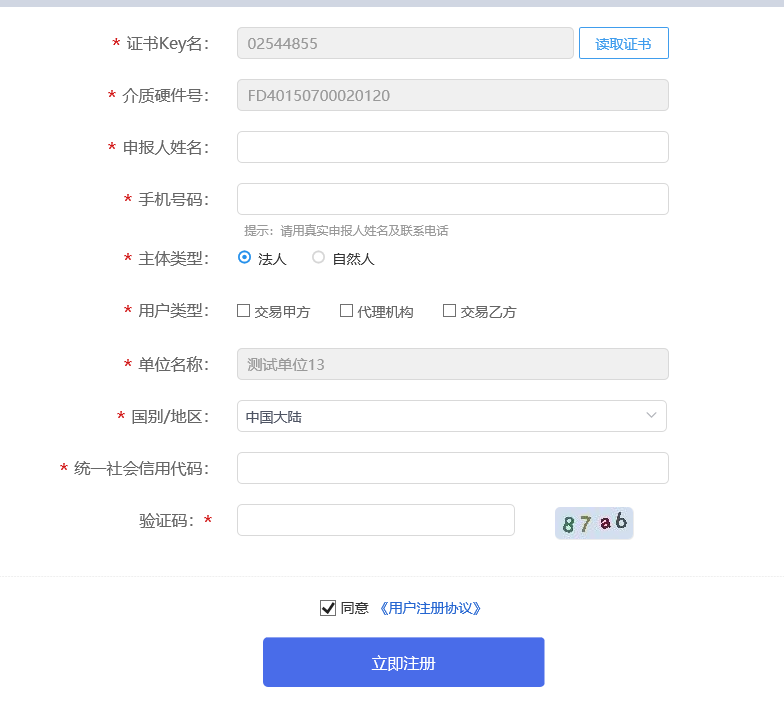 * 证书Key名： 02544855 读取证书
* 介质硬件号： FD40150700020120
* 申报人姓名：
* 手机号码：
提示：请用真实申报人姓名及联系电话
* 主体类型： 法人 自然人
* 用户类型： 交易甲方 代理机构 交易乙方
* 单位名称： 测试单位13
* 国别/地区： 中国大陆
* 统一社会信用代码：
验证码：* 87ab
同意 《用户注册协议》
立即注册